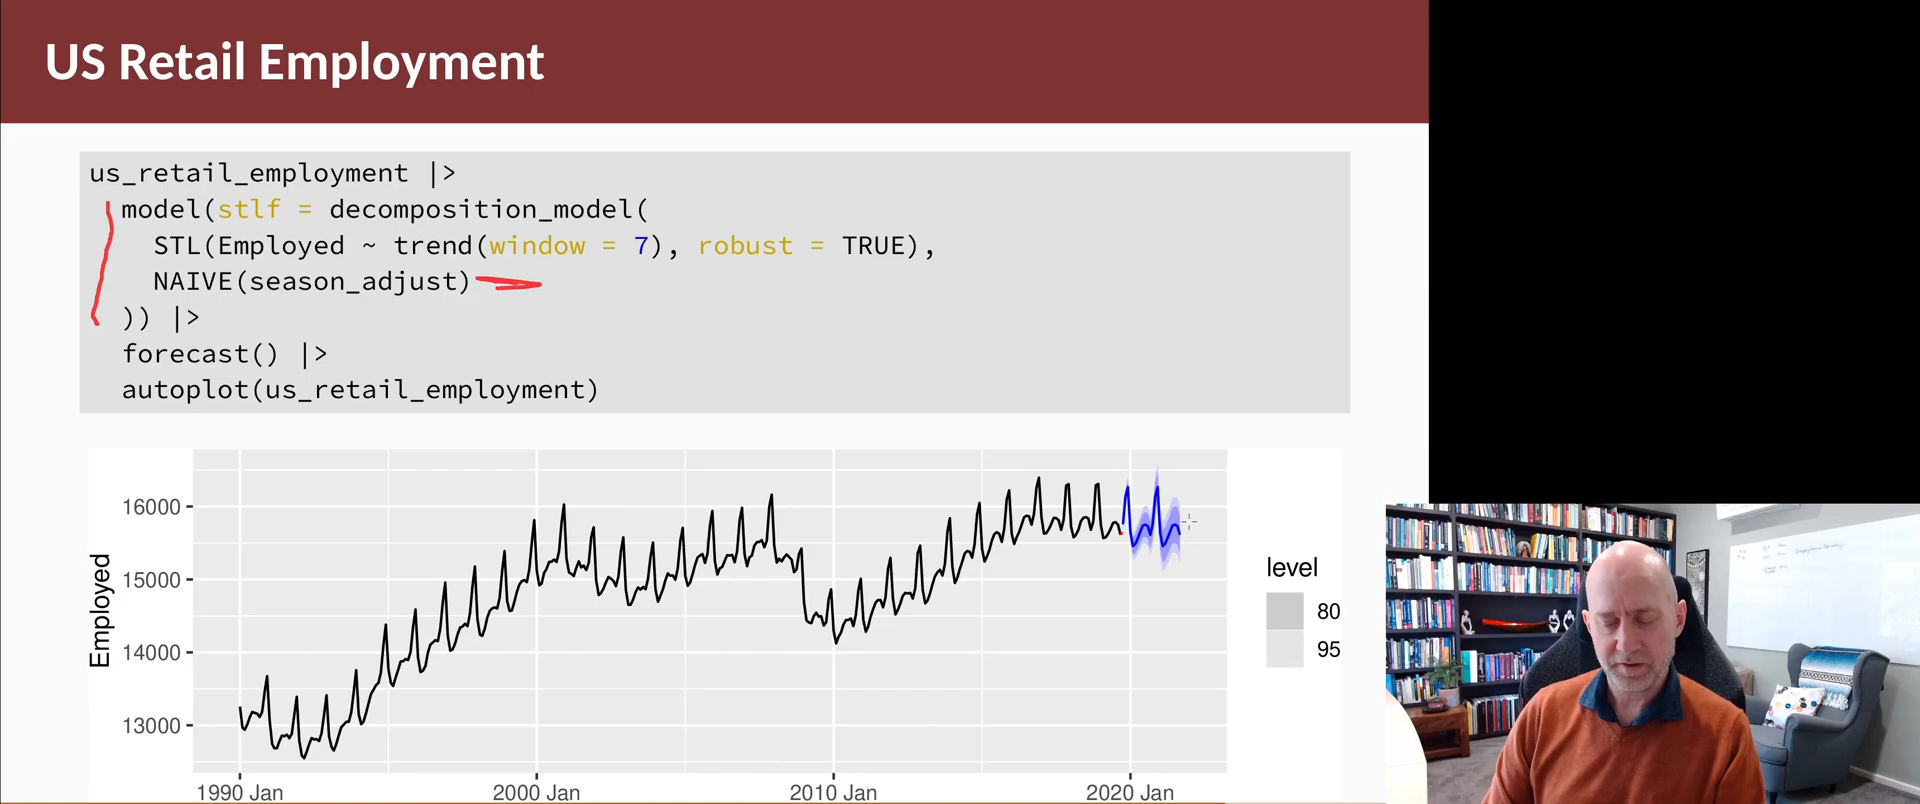 US Retail Employment
us_retail_employment |>
model(stlf = decomposition_model(
STL(Employed ~ trend(window = 7), robust = TRUE),
NAIVE(season_adjust)
)) |>
forecast() |>
autoplot(us_retail_employment)
Employed
16000
15000
14000
13000
1990 Jan
2000 Jan
2010 Jan
2020 Jan
level
80
95